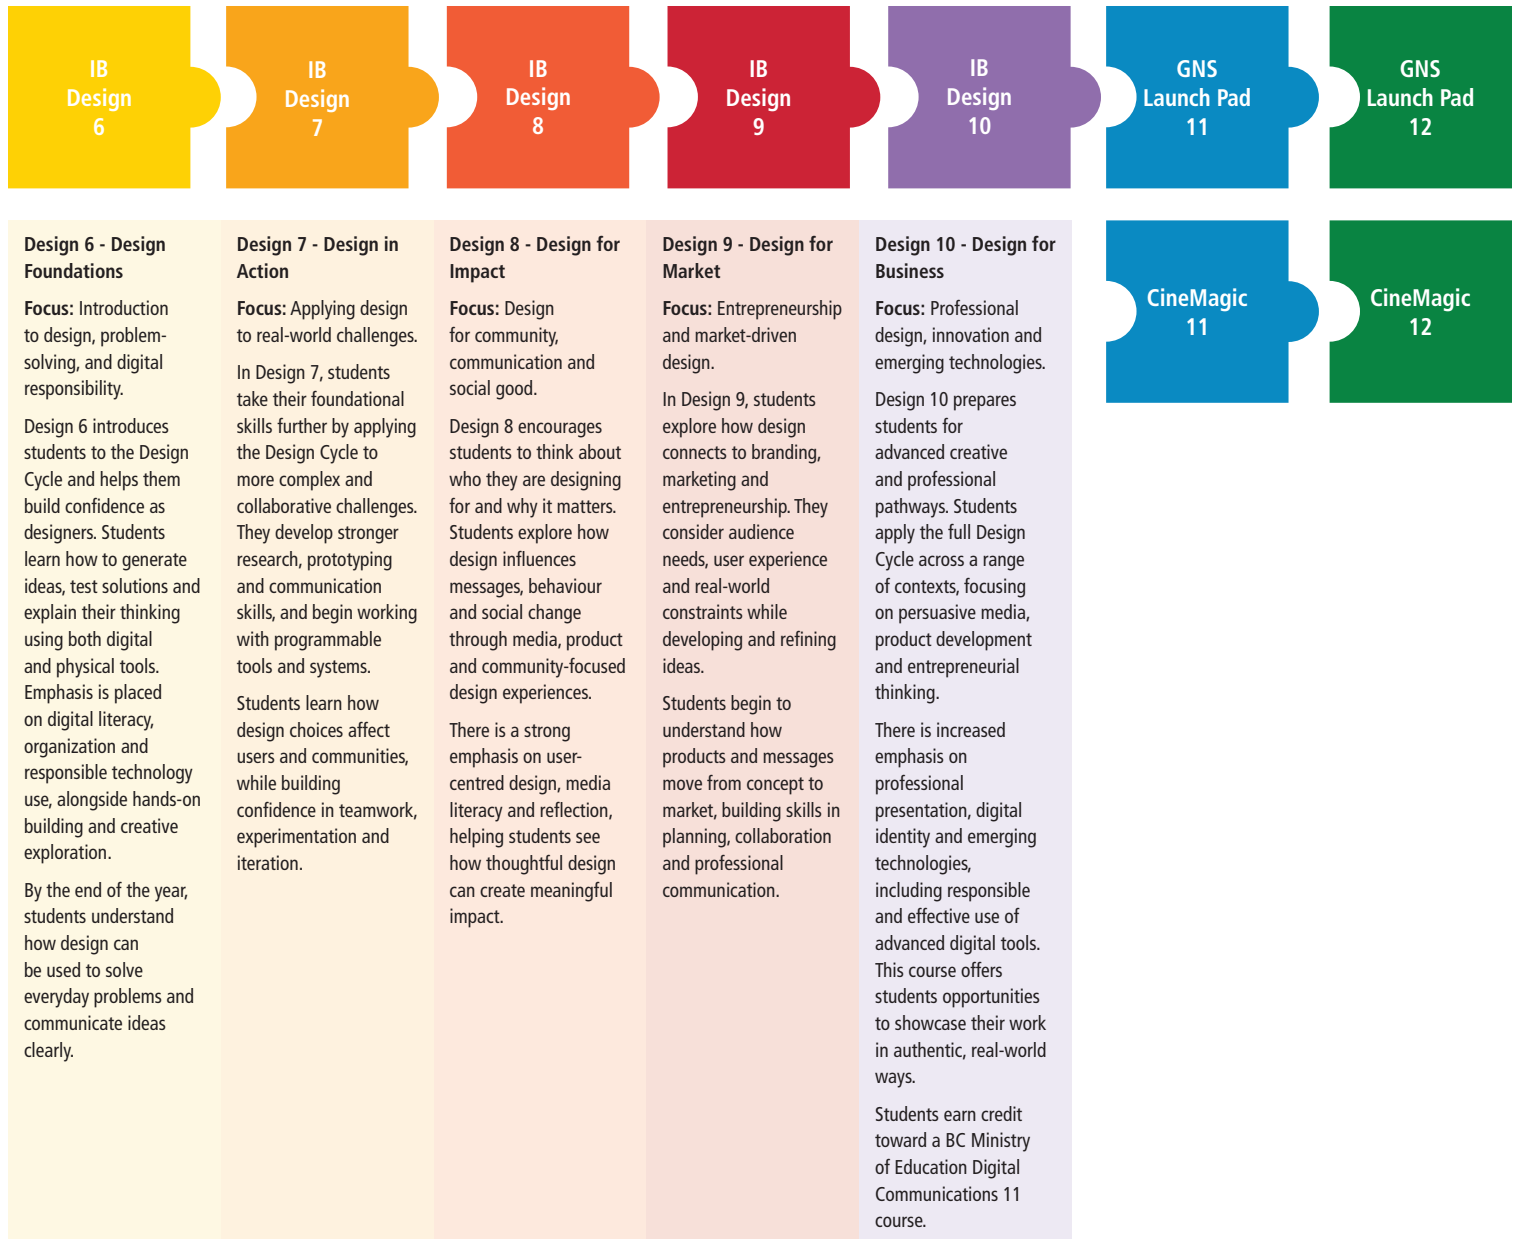 IB
Design
6
IB
Design
7
IB
Design
8
IB
Design
9
IB
Design
10
GNS
Launch Pad
11
GNS
Launch Pad
12
Design 6 - Design
Foundations
Focus: Introduction
to design, problem-
solving, and digital
responsibility.
Design 6 introduces
students to the Design
Cycle and helps them
build confidence as
designers. Students
learn how to generate
ideas, test solutions and
explain their thinking
using both digital
and physical tools.
Emphasis is placed
on digital literacy,
organization and
responsible technology
use, alongside hands-on
building and creative
exploration.
By the end of the year,
students understand
how design can
be used to solve
everyday problems and
communicate ideas
clearly.
Design 7 - Design in
Action
Focus: Applying design
to real-world challenges.
In Design 7, students
take their foundational
skills further by applying
the Design Cycle to
more complex and
collaborative challenges.
They develop stronger
research, prototyping
and communication
skills, and begin working
with programmable
tools and systems.
Students learn how
design choices affect
users and communities,
while building
confidence in teamwork,
experimentation and
iteration.
Design 8 - Design for
Impact
Focus: Design
for community,
communication and
social good.
Design 8 encourages
students to think about
who they are designing
for and why it matters.
Students explore how
design influences
messages, behaviour
and social change
through media, product
and community-focused
design experiences.
There is a strong
emphasis on user-
centred design, media
literacy and reflection,
helping students see
how thoughtful design
can create meaningful
impact.
Design 9 - Design for
Market
Focus: Entrepreneurship
and market-driven
design.
In Design 9, students
explore how design
connects to branding,
marketing and
entrepreneurship. They
consider audience
needs, user experience
and real-world
constraints while
developing and refining
ideas.
Students begin to
understand how
products and messages
move from concept to
market, building skills in
planning, collaboration
and professional
communication.
Design 10 - Design for
Business
Focus: Professional
design, innovation and
emerging technologies.
Design 10 prepares
students for
advanced creative
and professional
pathways. Students
apply the full Design
Cycle across a range
of contexts, focusing
on persuasive media,
product development
and entrepreneurial
thinking.
There is increased
emphasis on
professional
presentation, digital
identity and emerging
technologies,
including responsible
and effective use of
advanced digital tools.
This course offers
students opportunities
to showcase their work
in authentic, real-world
ways.
Students earn credit
toward a BC Ministry
of Education Digital
Communications 11
course.
CineMagic
11
CineMagic
12